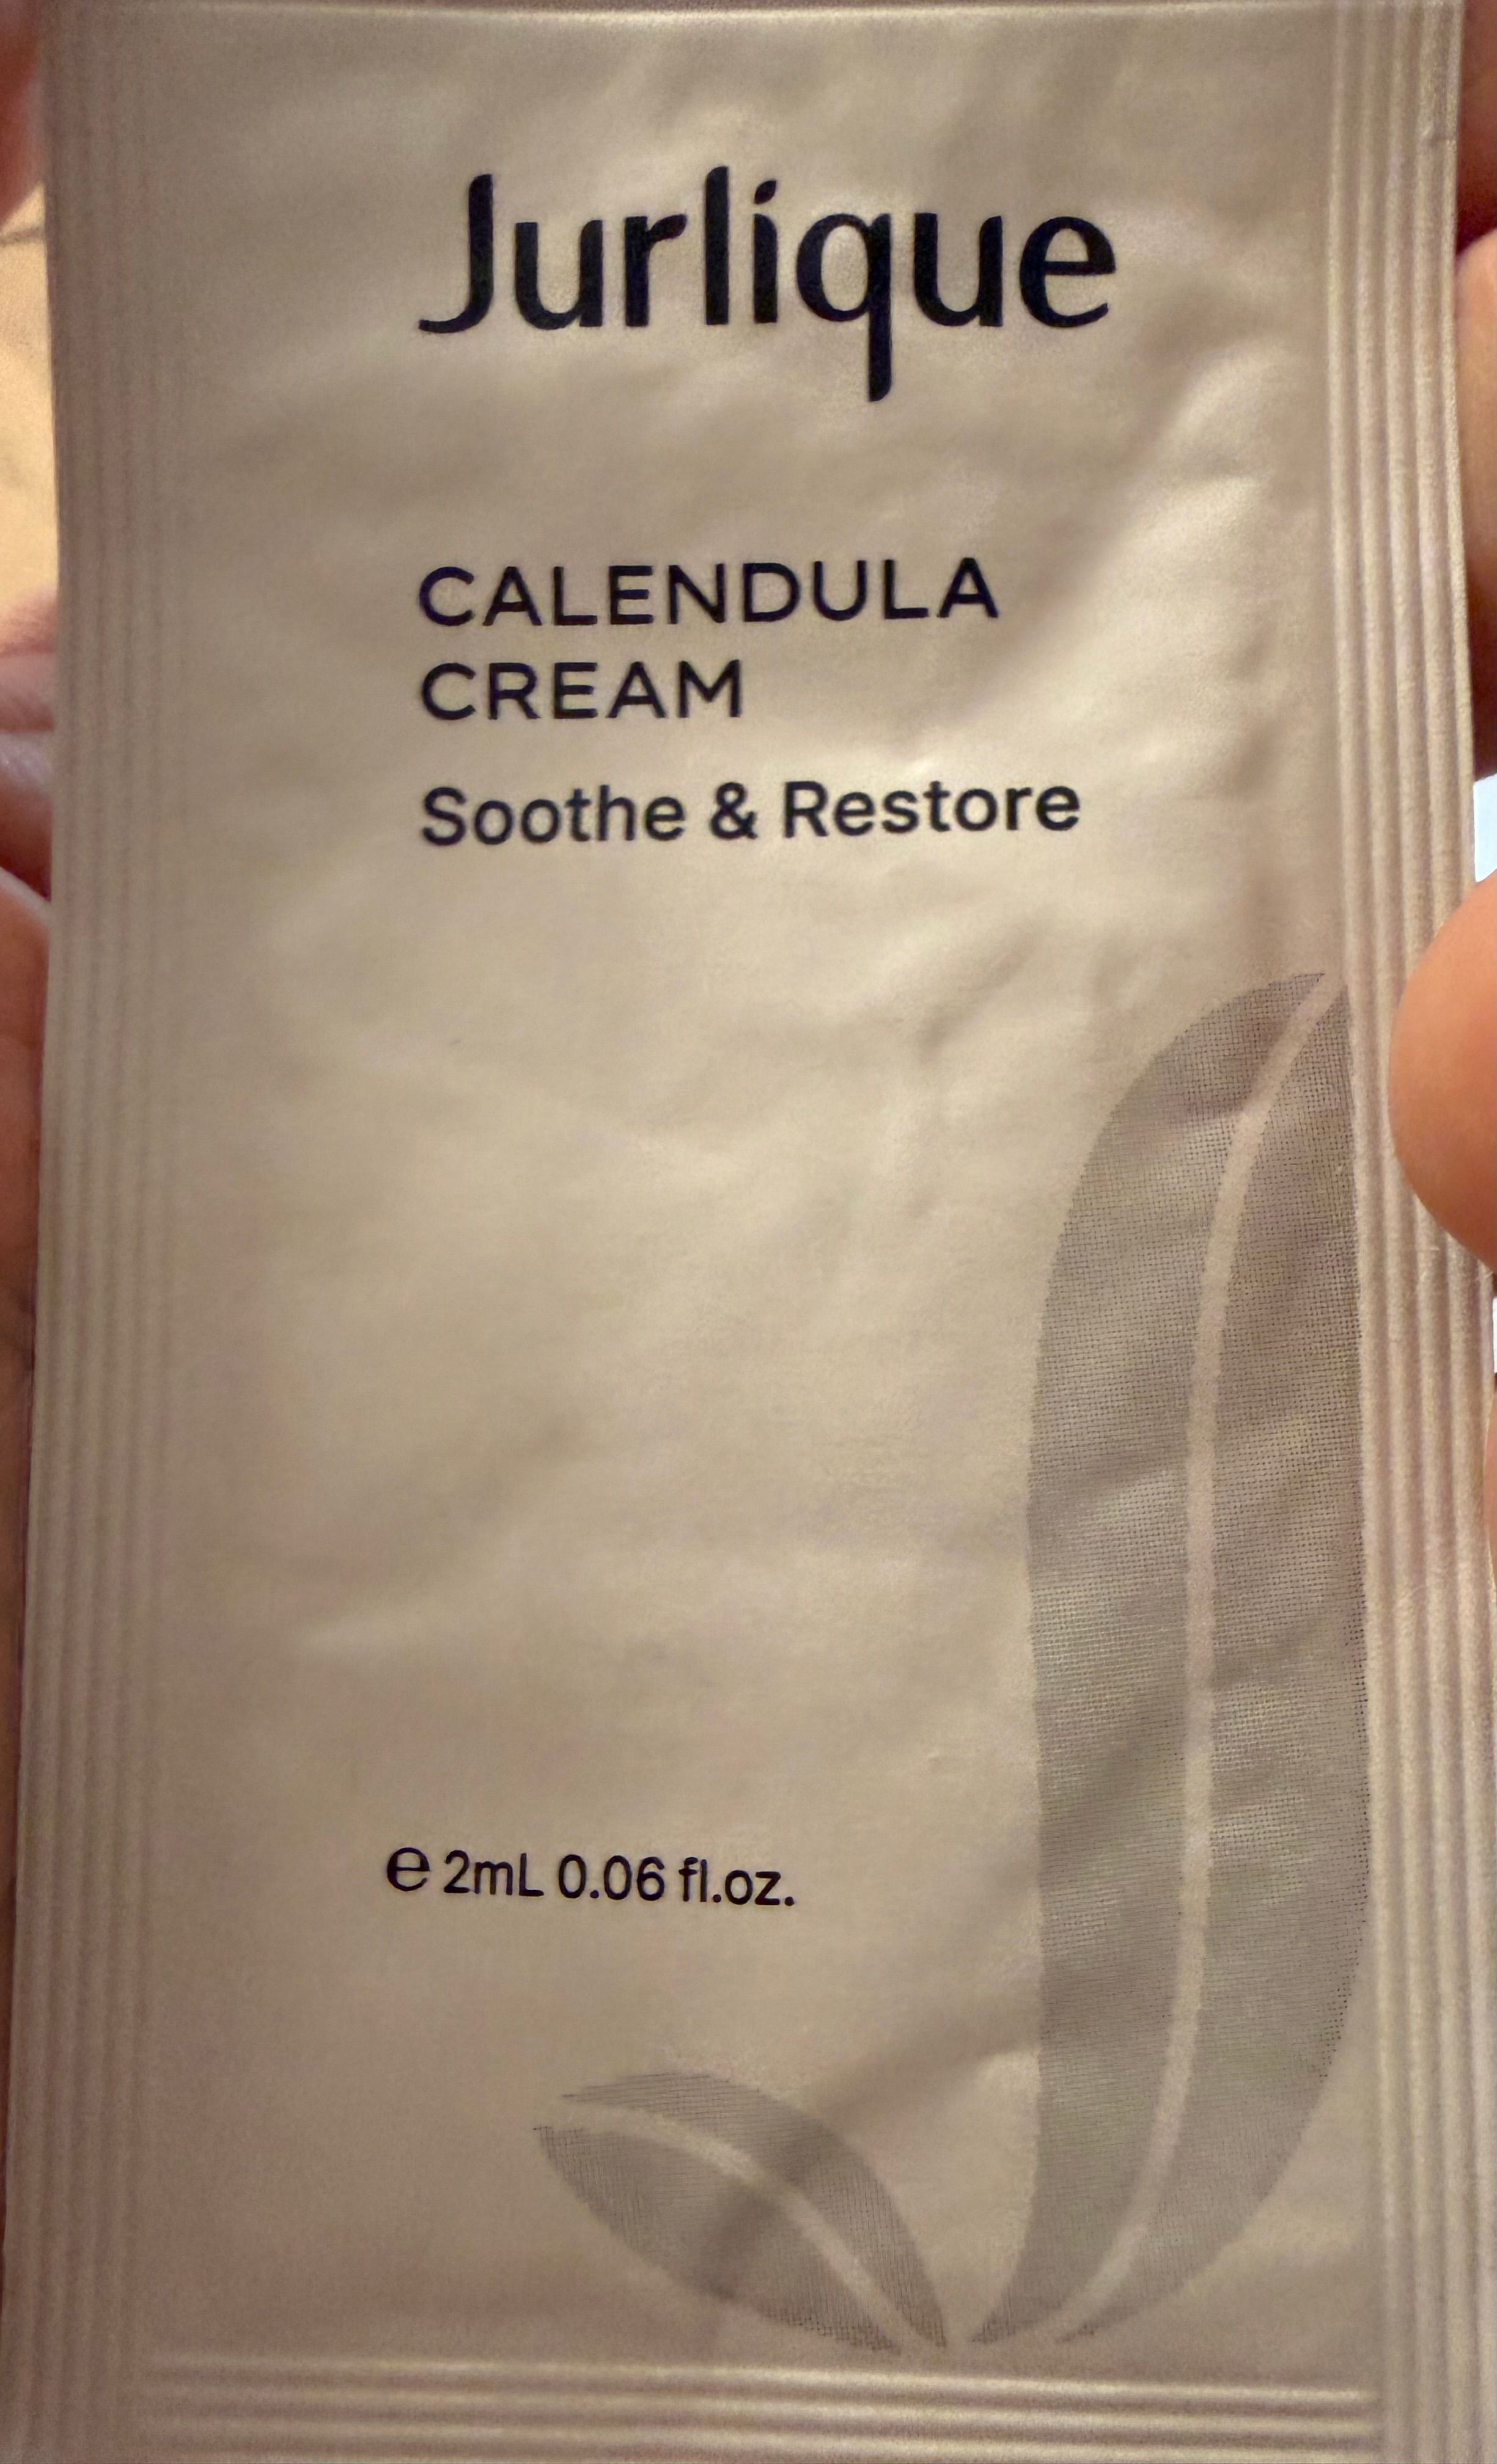 Jurlique
CALENDULA
CREAM
Soothe & Restore
℮ 2mL 0.06 fl.oz.